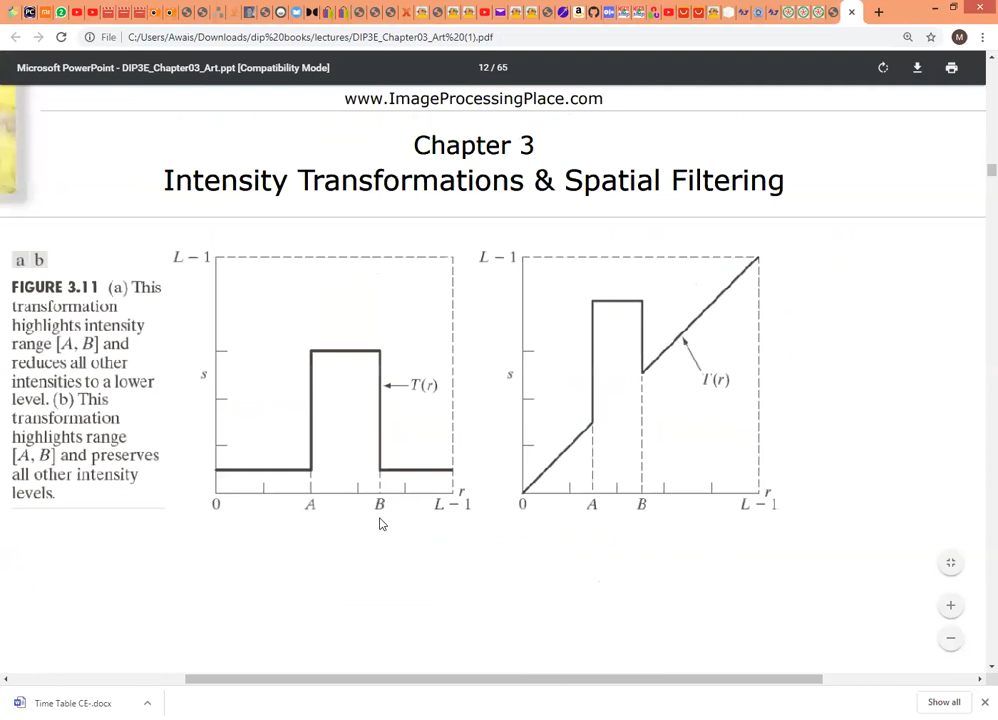 File
C:/Users/Awais/Downloads/dip%20books/lectures/DIP3E_Chapter03_Art%20(1).pdf
M
Microsoft PowerPoint - DIP3E_Chapter03_Art.ppt [Compatibility Mode]
12 / 65
www.ImageProcessingPlace.com
Chapter 3
Intensity Transformations & Spatial Filtering
a b
FIGURE 3.11 (a) This
transformation
highlights intensity
range [A, B] and
reduces all other
intensities to a lower
level. (b) This
transformation
highlights range
[A, B] and preserves
all other intensity
levels.
L − 1
s
T(r)
r
0 A B L − 1
L − 1
s
T(r)
r
0 A B L − 1
Time Table CE-.docx
Show all